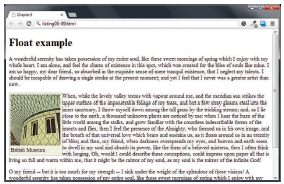 Chapter3
listing05-09.html
Float example
A wonderful serenity has taken possession of my entire soul, like these sweet mornings of spring which I enjoy with my
whole heart. I am alone, and feel the charm of existence in this spot, which was created for the bliss of souls like mine. I
am so happy, my dear friend, so absorbed in the exquisite sense of mere tranquil existence, that I neglect my talents. I
should be incapable of drawing a single stroke at the present moment; and yet I feel that I never was a greater artist than
now.
When, while the lovely valley teems with vapour around me, and the meridian sun strikes the
upper surface of the impenetrable foliage of my trees, and but a few stray gleams steal into the
inner sanctuary, I throw myself down among the tall grass by the trickling stream; and, as I lie
close to the earth, a thousand unknown plants are noticed by me: when I hear the buzz of the
little world among the stalks, and grow familiar with the countless indescribable forms of the
insects and flies, then I feel the presence of the Almighty, who formed us in his own image, and
the breath of that universal love which bears and sustains us, as it floats around us in an eternity
of bliss; and then, my friend, when darkness overspreads my eyes, and heaven and earth seem
to dwell in my soul and absorb its power, like the form of a beloved mistress, then I often think
British Museum
with longing, Oh, would I could describe these conceptions, could impress upon paper all that is
living so full and warm within me, that it might be the mirror of my soul, as my soul is the mirror of the infinite God!
O my friend -- but it is too much for my strength -- I sink under the weight of the splendour of these visions! A
wonderful serenity has taken possession of my entire soul, like these sweet mornings of spring which I enjoy with my